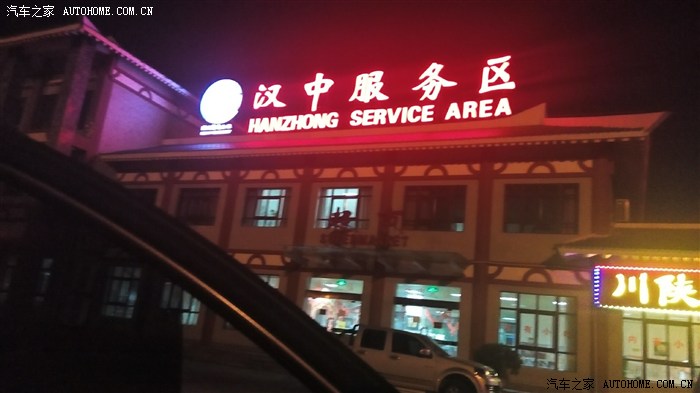 汽车之家 AUTOHOME.COM.CN
汉中服务区
HANZHONG SERVICE AREA
SUPERMARKET
川陕
汽车之家 AUTOHOME.COM.CN